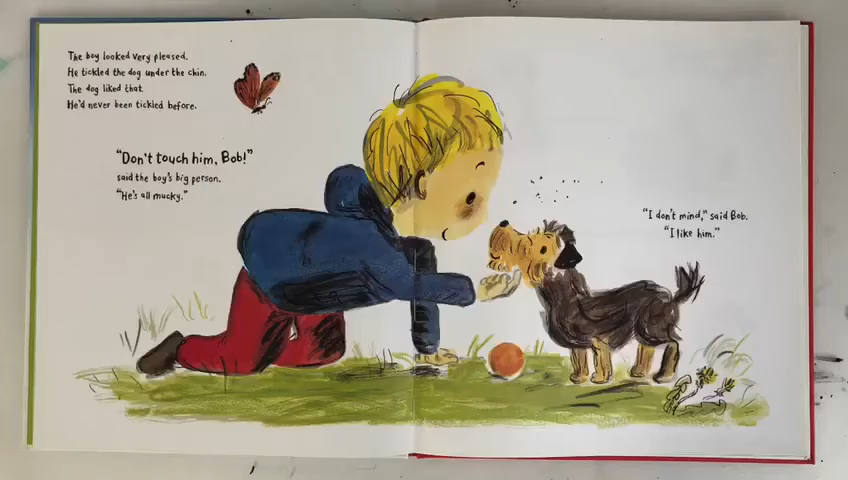 The boy looked very pleased.
He tickled the dog under the chin.
The dog liked that.
He'd never been tickled before.
"Don't touch him, Bob!"
said the boy's big person.
"He's all mucky."
"I don't mind," said Bob.
"I like him."